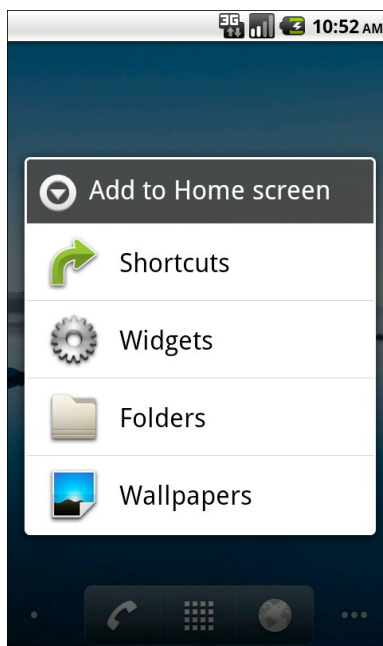 3G 10:52 AM
Add to Home screen
Shortcuts
Widgets
Folders
Wallpapers